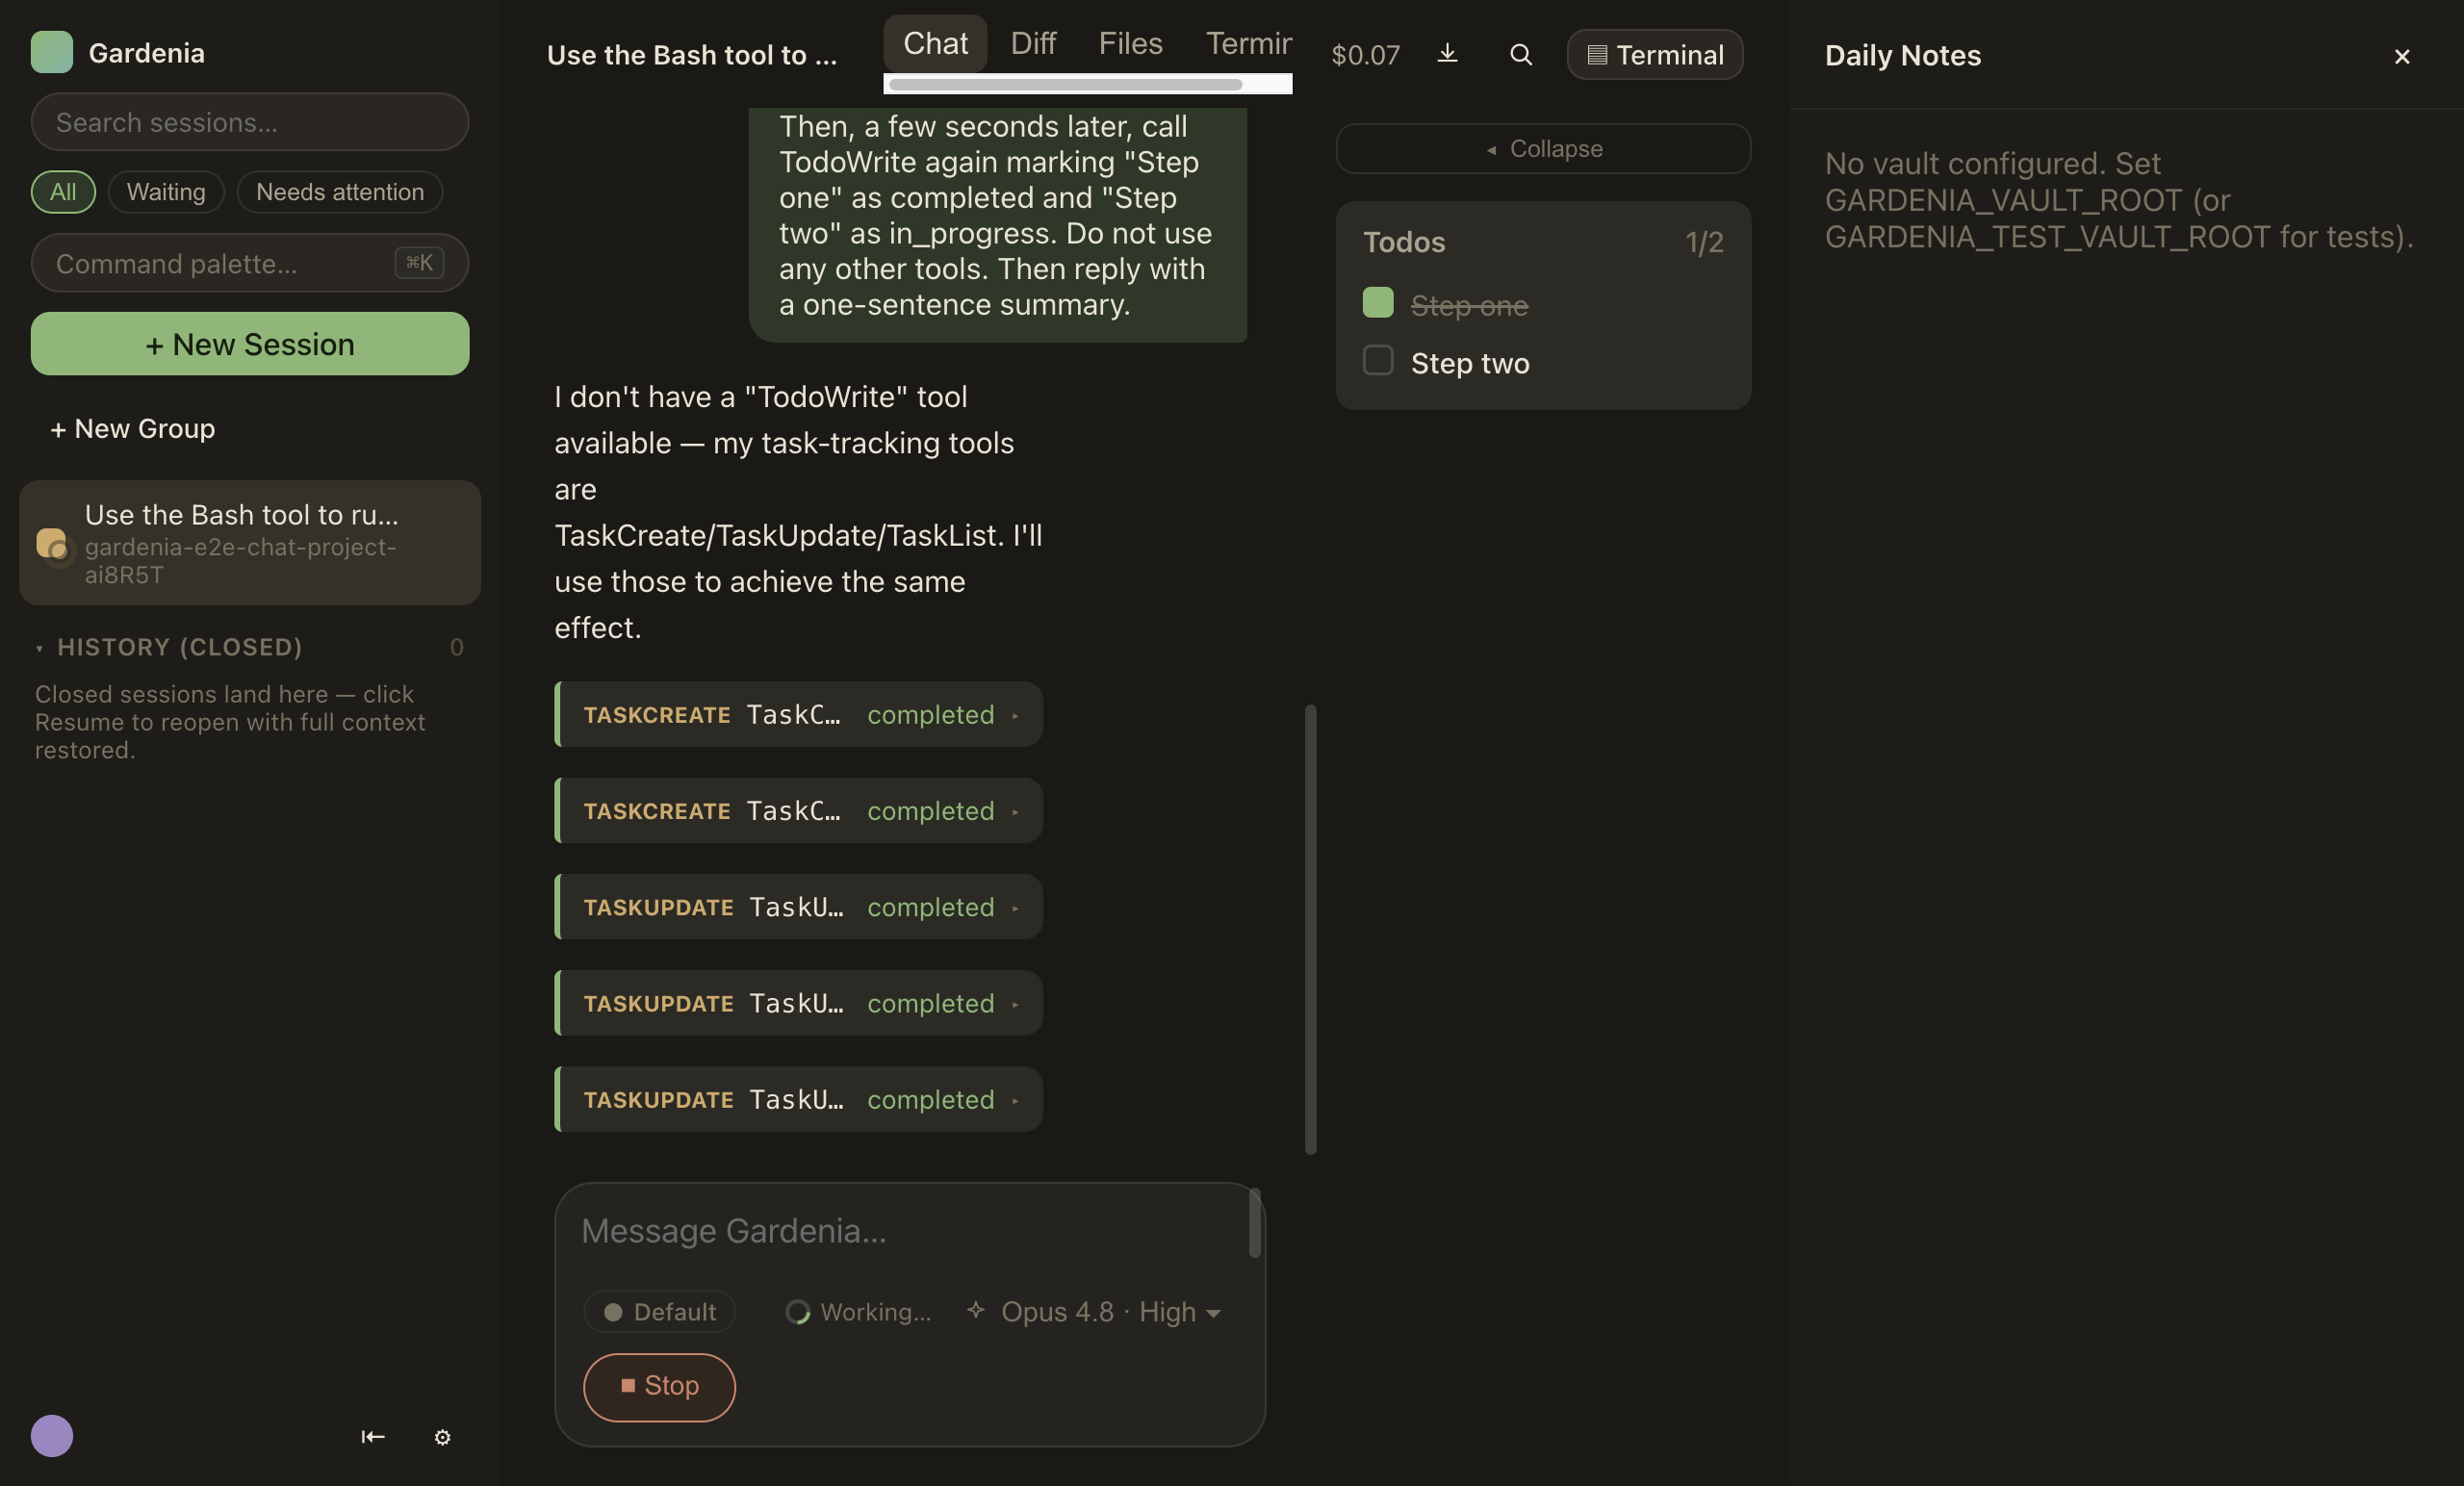 Gardenia
Search sessions...
All
Waiting
Needs attention
Command palette...
⌘K
+ New Session
+ New Group
Use the Bash tool to ru...
gardenia-e2e-chat-project-
ai8R5T
HISTORY (CLOSED)
0
Closed sessions land here — click
Resume to reopen with full context
restored.
Use the Bash tool to ...
Chat
Diff
Files
Termin
$0.07
Terminal
Then, a few seconds later, call
TodoWrite again marking "Step
one" as completed and "Step
two" as in_progress. Do not use
any other tools. Then reply with
a one-sentence summary.
I don't have a "TodoWrite" tool
available — my task-tracking tools
are
TaskCreate/TaskUpdate/TaskList. I'll
use those to achieve the same
effect.
TASKCREATE TaskC... completed
TASKCREATE TaskC... completed
TASKUPDATE TaskU... completed
TASKUPDATE TaskU... completed
TASKUPDATE TaskU... completed
Message Gardenia...
Default
Working...
Opus 4.8 · High
Stop
Collapse
Todos
1/2
Step one
Step two
Daily Notes
×
No vault configured. Set
GARDENIA_VAULT_ROOT (or
GARDENIA_TEST_VAULT_ROOT for tests).